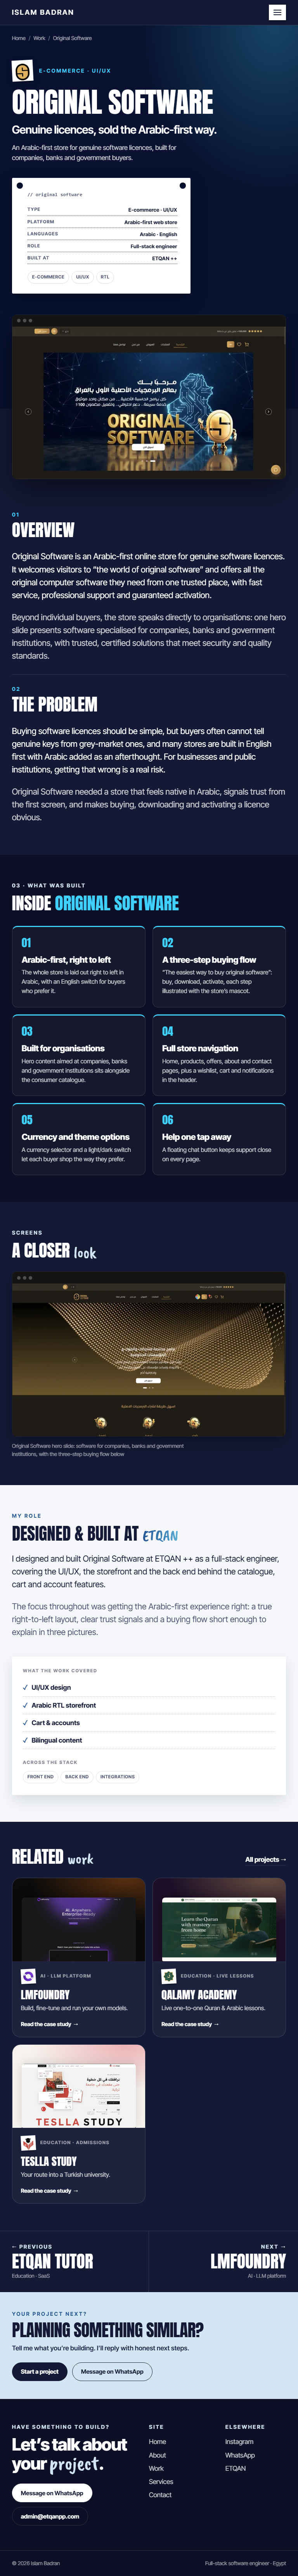 ISLAM BADRAN
Home / Work / Original Software
E-COMMERCE · UI/UX
ORIGINAL SOFTWARE
Genuine licences, sold the Arabic-first way.
An Arabic-first store for genuine software licences, built for
companies, banks and government buyers.
// original software
TYPE E-commerce · UI/UX
PLATFORM Arabic-first web store
LANGUAGES Arabic · English
ROLE Full-stack engineer
BUILT AT ETQAN ++
E-COMMERCE UI/UX RTL
ORIGINAL
SOFTWARE
01
OVERVIEW
Original Software is an Arabic-first online store for genuine software licences.
It welcomes visitors to "the world of original software" and offers all the
original computer software they need from one trusted place, with fast
service, professional support and guaranteed activation.
Beyond individual buyers, the store speaks directly to organisations: one hero
slide presents software specialised for companies, banks and government
institutions, with trusted, certified solutions that meet security and quality
standards.
02
THE PROBLEM
Buying software licences should be simple, but buyers often cannot tell
genuine keys from grey-market ones, and many stores are built in English
first with Arabic added as an afterthought. For businesses and public
institutions, getting that wrong is a real risk.
Original Software needed a store that feels native in Arabic, signals trust from
the first screen, and makes buying, downloading and activating a licence
obvious.
03 · WHAT WAS BUILT
INSIDE ORIGINAL SOFTWARE
01
Arabic-first, right to left
The whole store is laid out right to left in
Arabic, with an English switch for buyers
who prefer it.
02
A three-step buying flow
"The easiest way to buy original software":
buy, download, activate, each step
illustrated with the store's mascot.
03
Built for organisations
Hero content aimed at companies, banks
and government institutions sits alongside
the consumer catalogue.
04
Full store navigation
Home, products, offers, about and contact
pages, plus a wishlist, cart and notifications
in the header.
05
Currency and theme options
A currency selector and a light/dark switch
let each buyer shop the way they prefer.
06
Help one tap away
A floating chat button keeps support close
on every page.
SCREENS
A CLOSER look
Original Software hero slide: software for companies, banks and government
institutions, with the three-step buying flow below
MY ROLE
DESIGNED & BUILT AT ETQAN
I designed and built Original Software at ETQAN ++ as a full-stack engineer,
covering the UI/UX, the storefront and the back end behind the catalogue,
cart and account features.
The focus throughout was getting the Arabic-first experience right: a true
right-to-left layout, clear trust signals and a buying flow short enough to
explain in three pictures.
WHAT THE WORK COVERED
✓ UI/UX design
✓ Arabic RTL storefront
✓ Cart & accounts
✓ Bilingual content
ACROSS THE STACK
FRONT END BACK END INTEGRATIONS
RELATED work
All projects →
AI · LLM PLATFORM
LMFOUNDRY
Build, fine-tune and run your own models.
Read the case study →
Learn the Quran
with masters
EDUCATION · LIVE LESSONS
QALAMY ACADEMY
Live one-to-one Quran & Arabic lessons.
Read the case study →
TESLLA STUDY
EDUCATION · ADMISSIONS
TESLLA STUDY
Your route into a Turkish university.
Read the case study →
← PREVIOUS
ETQAN TUTOR
Education · SaaS
NEXT →
LMFOUNDRY
AI · LLM platform
YOUR PROJECT NEXT?
PLANNING SOMETHING SIMILAR?
Tell me what you're building. I'll reply with honest next steps.
Start a project Message on WhatsApp
HAVE SOMETHING TO BUILD?
Let's talk about
your project.
Message on WhatsApp
admin@etqanpp.com
SITE
Home
About
Work
Services
Contact
ELSEWHERE
Instagram
WhatsApp
ETQAN
© 2026 Islam Badran
Full-stack software engineer · Egypt